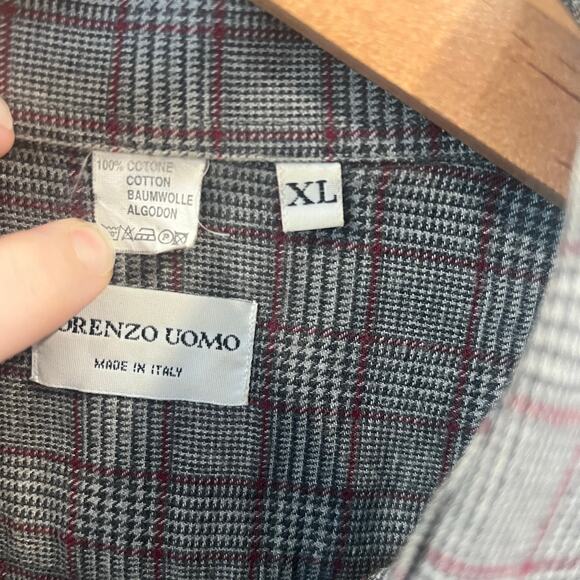 100% COTONE
COTTON
BAUMWOLLE
ALGODON
XL
ORENZO UOMO
MADE IN ITALY